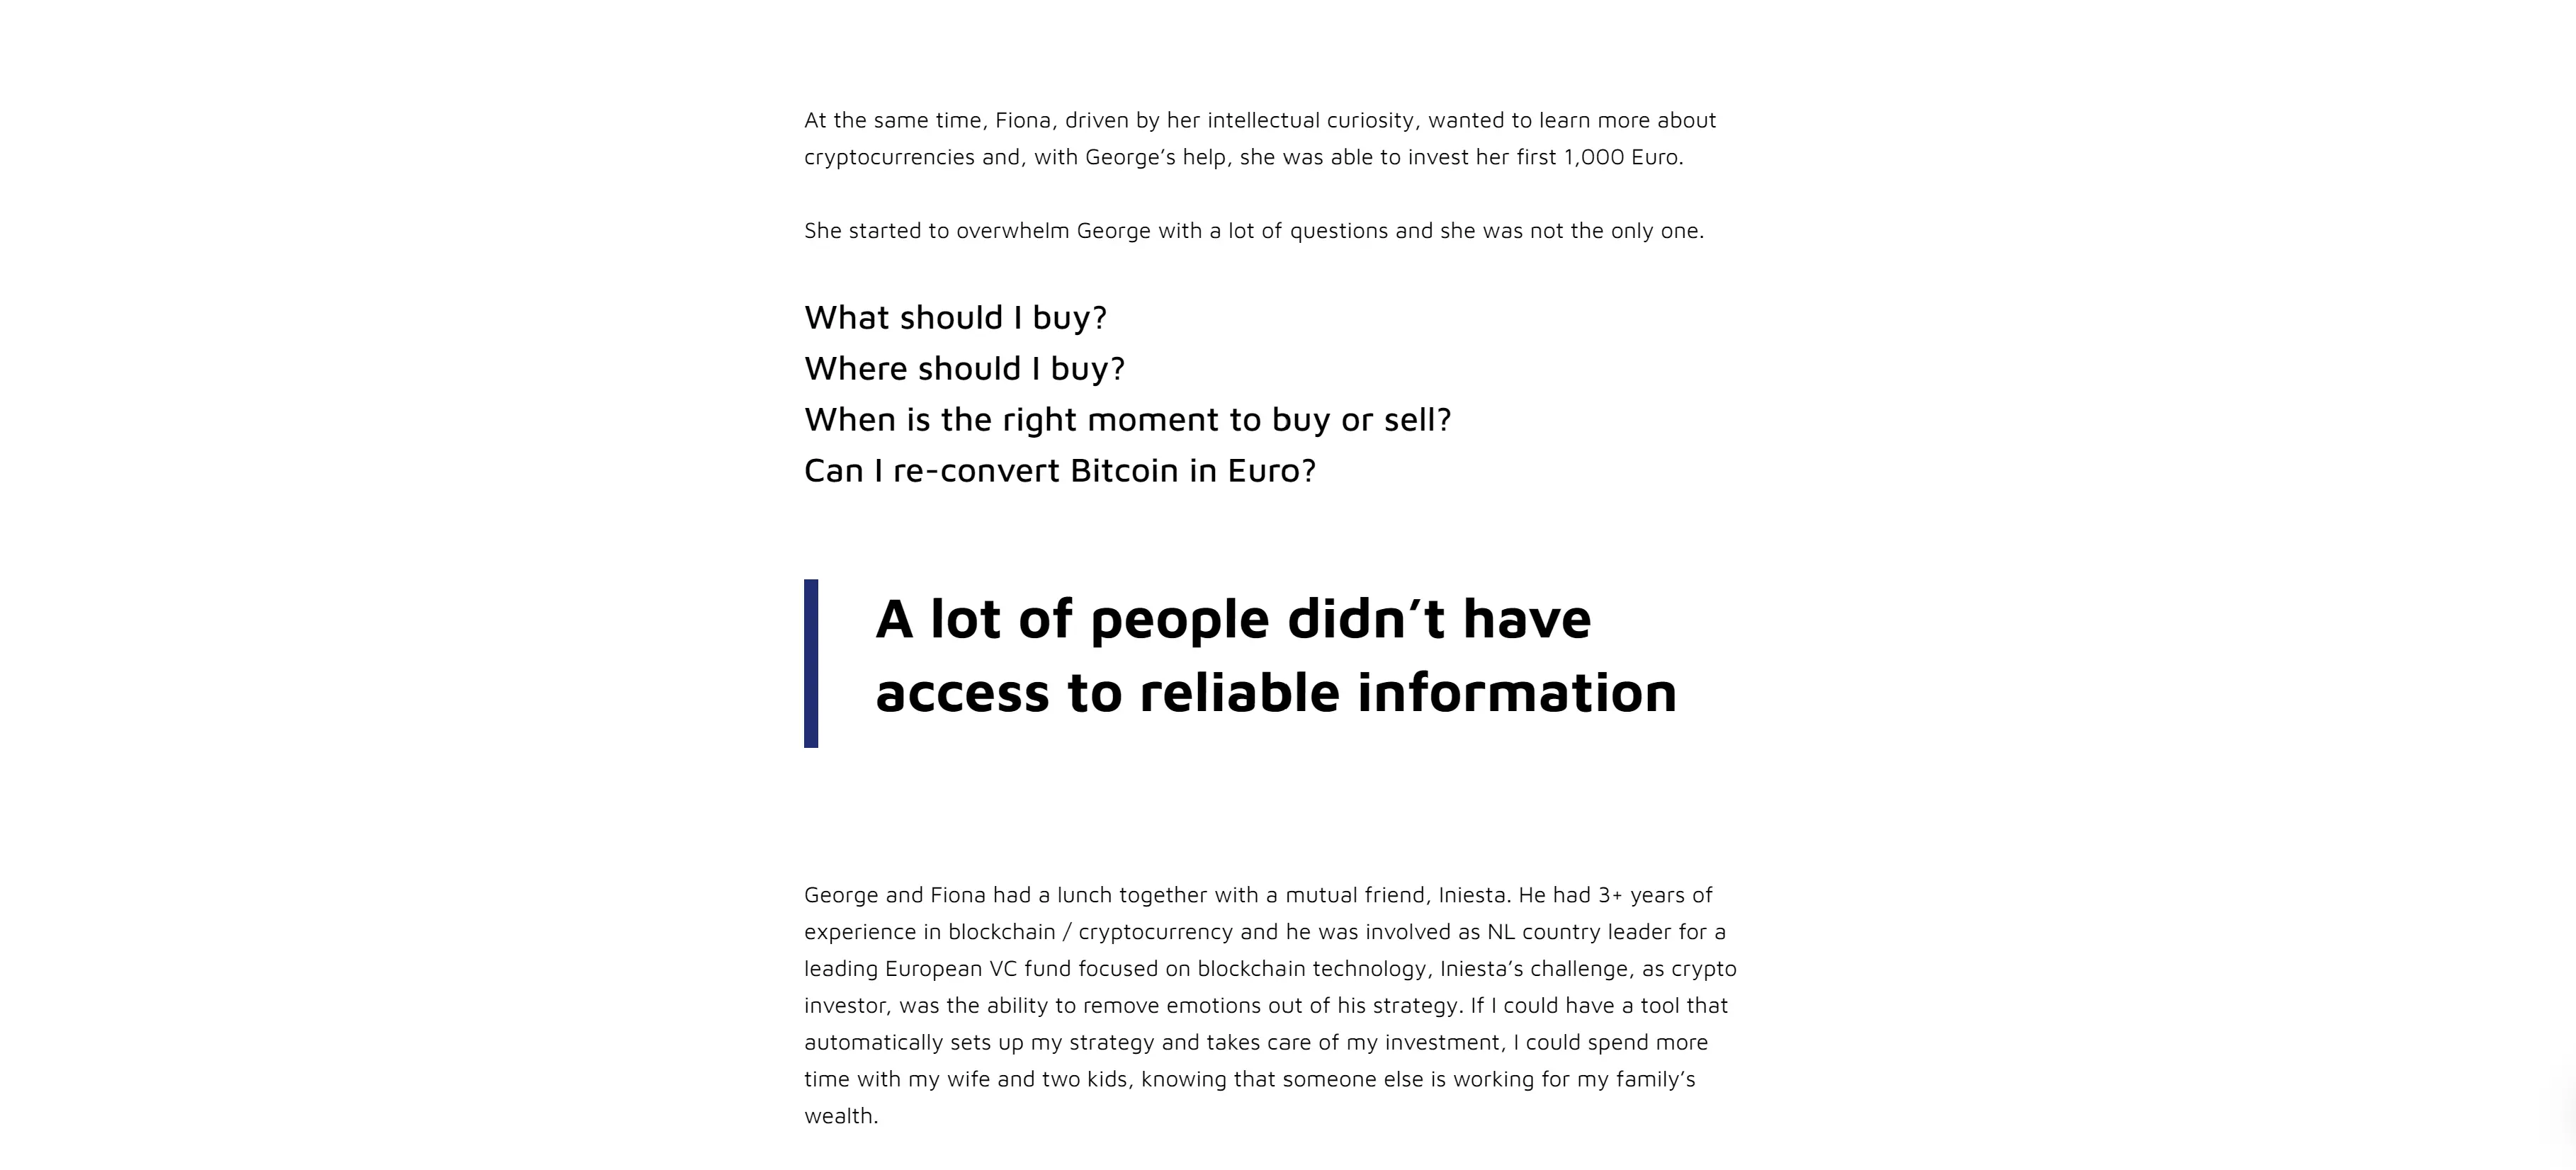 At the same time, Fiona, driven by her intellectual curiosity, wanted to learn more about
cryptocurrencies and, with George’s help, she was able to invest her first 1,000 Euro.
She started to overwhelm George with a lot of questions and she was not the only one.
What should I buy?
Where should I buy?
When is the right moment to buy or sell?
Can I re-convert Bitcoin in Euro?
A lot of people didn’t have
access to reliable information
George and Fiona had a lunch together with a mutual friend, Iniesta. He had 3+ years of
experience in blockchain / cryptocurrency and he was involved as NL country leader for a
leading European VC fund focused on blockchain technology, Iniesta’s challenge, as crypto
investor, was the ability to remove emotions out of his strategy. If I could have a tool that
automatically sets up my strategy and takes care of my investment, I could spend more
time with my wife and two kids, knowing that someone else is working for my family’s
wealth.